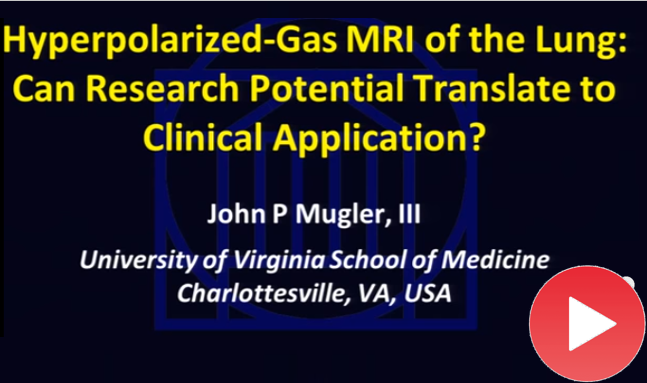 Hyperpolarized-Gas MRI of the Lung:
Can Research Potential Translate to
Clinical Application?
John P Mugler, III
University of Virginia School of Medicine
Charlottesville, VA, USA